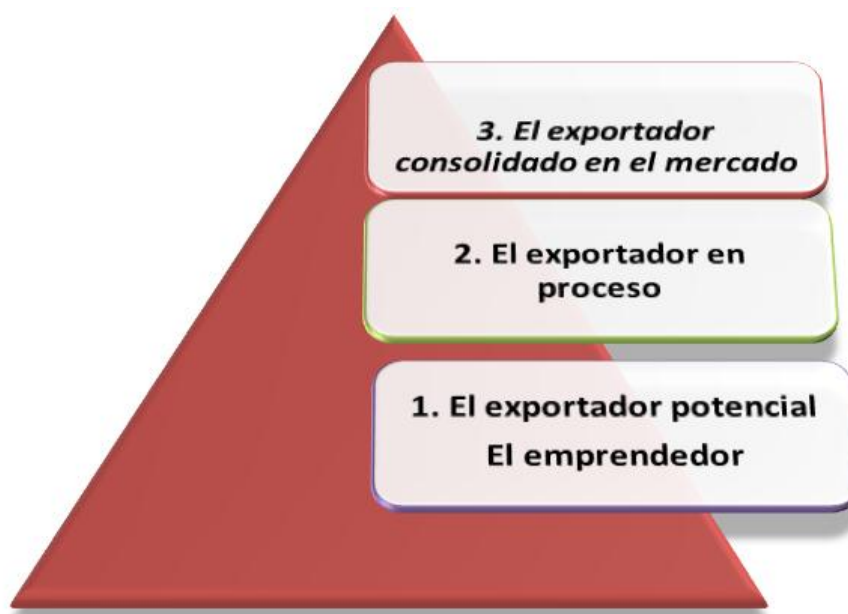 3. El exportador
consolidado en el mercado
2. El exportador en
proceso
1. El exportador potencial
El emprendedor